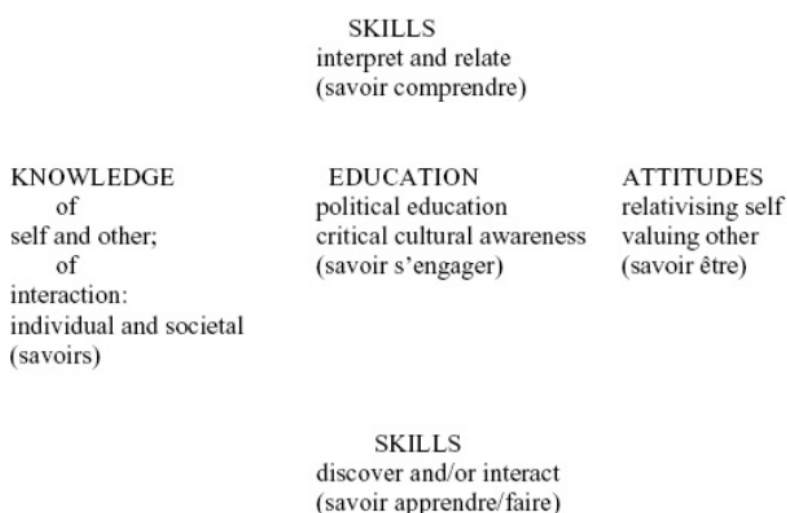 SKILLS
interpret and relate
(savoir comprendre)
KNOWLEDGE
of
self and other;
of
interaction:
individual and societal
(savoirs)
EDUCATION
political education
critical cultural awareness
(savoir s’engager)
ATTITUDES
relativising self
valuing other
(savoir être)
SKILLS
discover and/or interact
(savoir apprendre/faire)